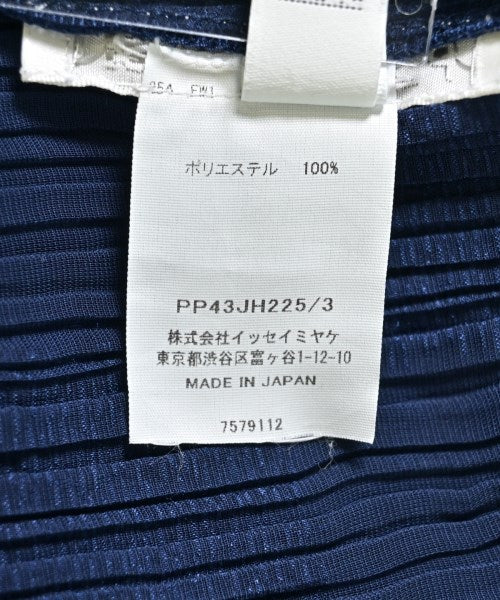 ポリエステル 100%
PP43JH225/3
株式会社イッセイミヤケ
東京都渋谷区富ヶ谷1-12-10
MADE IN JAPAN
7579112